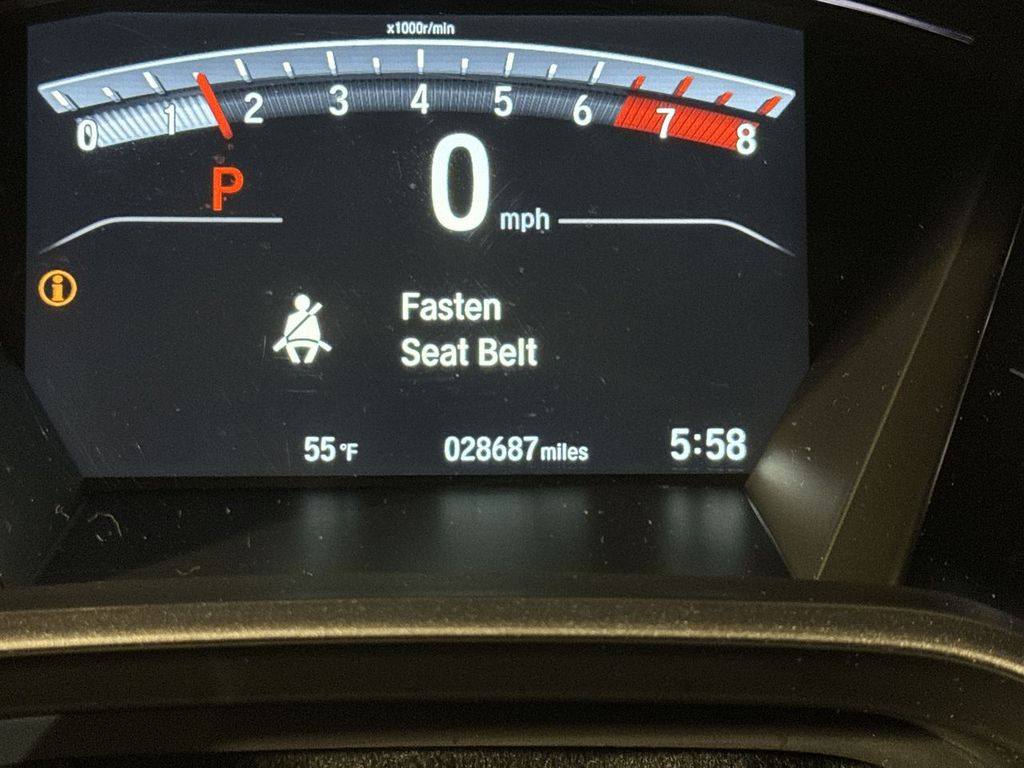 x1000r/min
0 1 2 3 4 5 6 7 8
P
0 mph
i
Fasten
Seat Belt
55°F 028687 miles 5:58